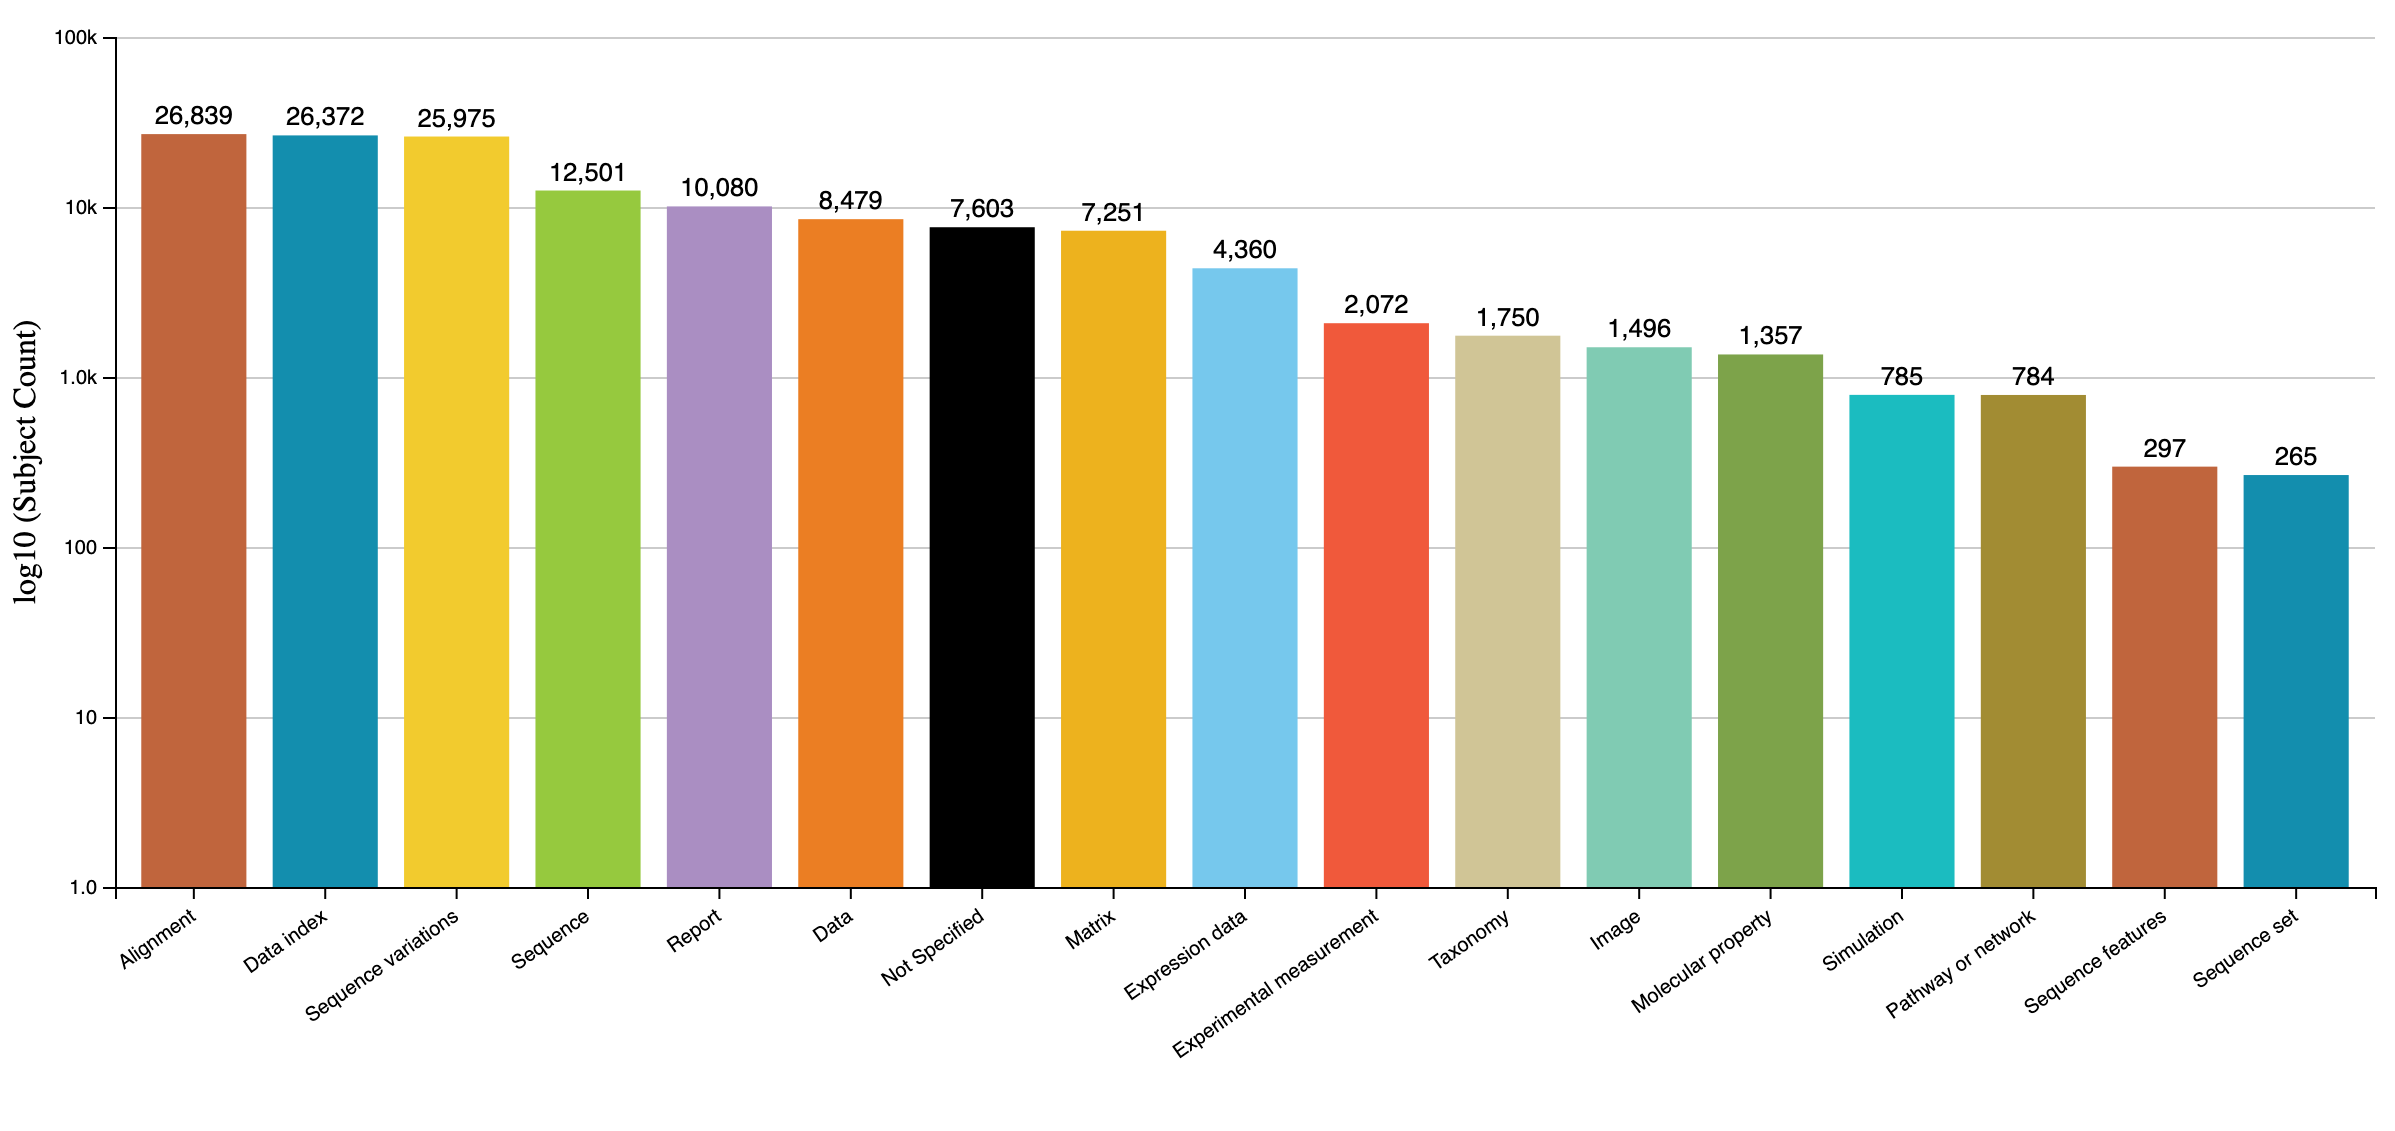 100k
10k
1.0k
100
10
1.0
log10 (Subject Count)
26,839
26,372
25,975
12,501
10,080
8,479
7,603
7,251
4,360
2,072
1,750
1,496
1,357
785
784
297
265
Alignment
Data index
Sequence variations
Sequence
Report
Data
Not Specified
Matrix
Expression data
Experimental measurement
Taxonomy
Image
Molecular property
Simulation
Pathway or network
Sequence features
Sequence set